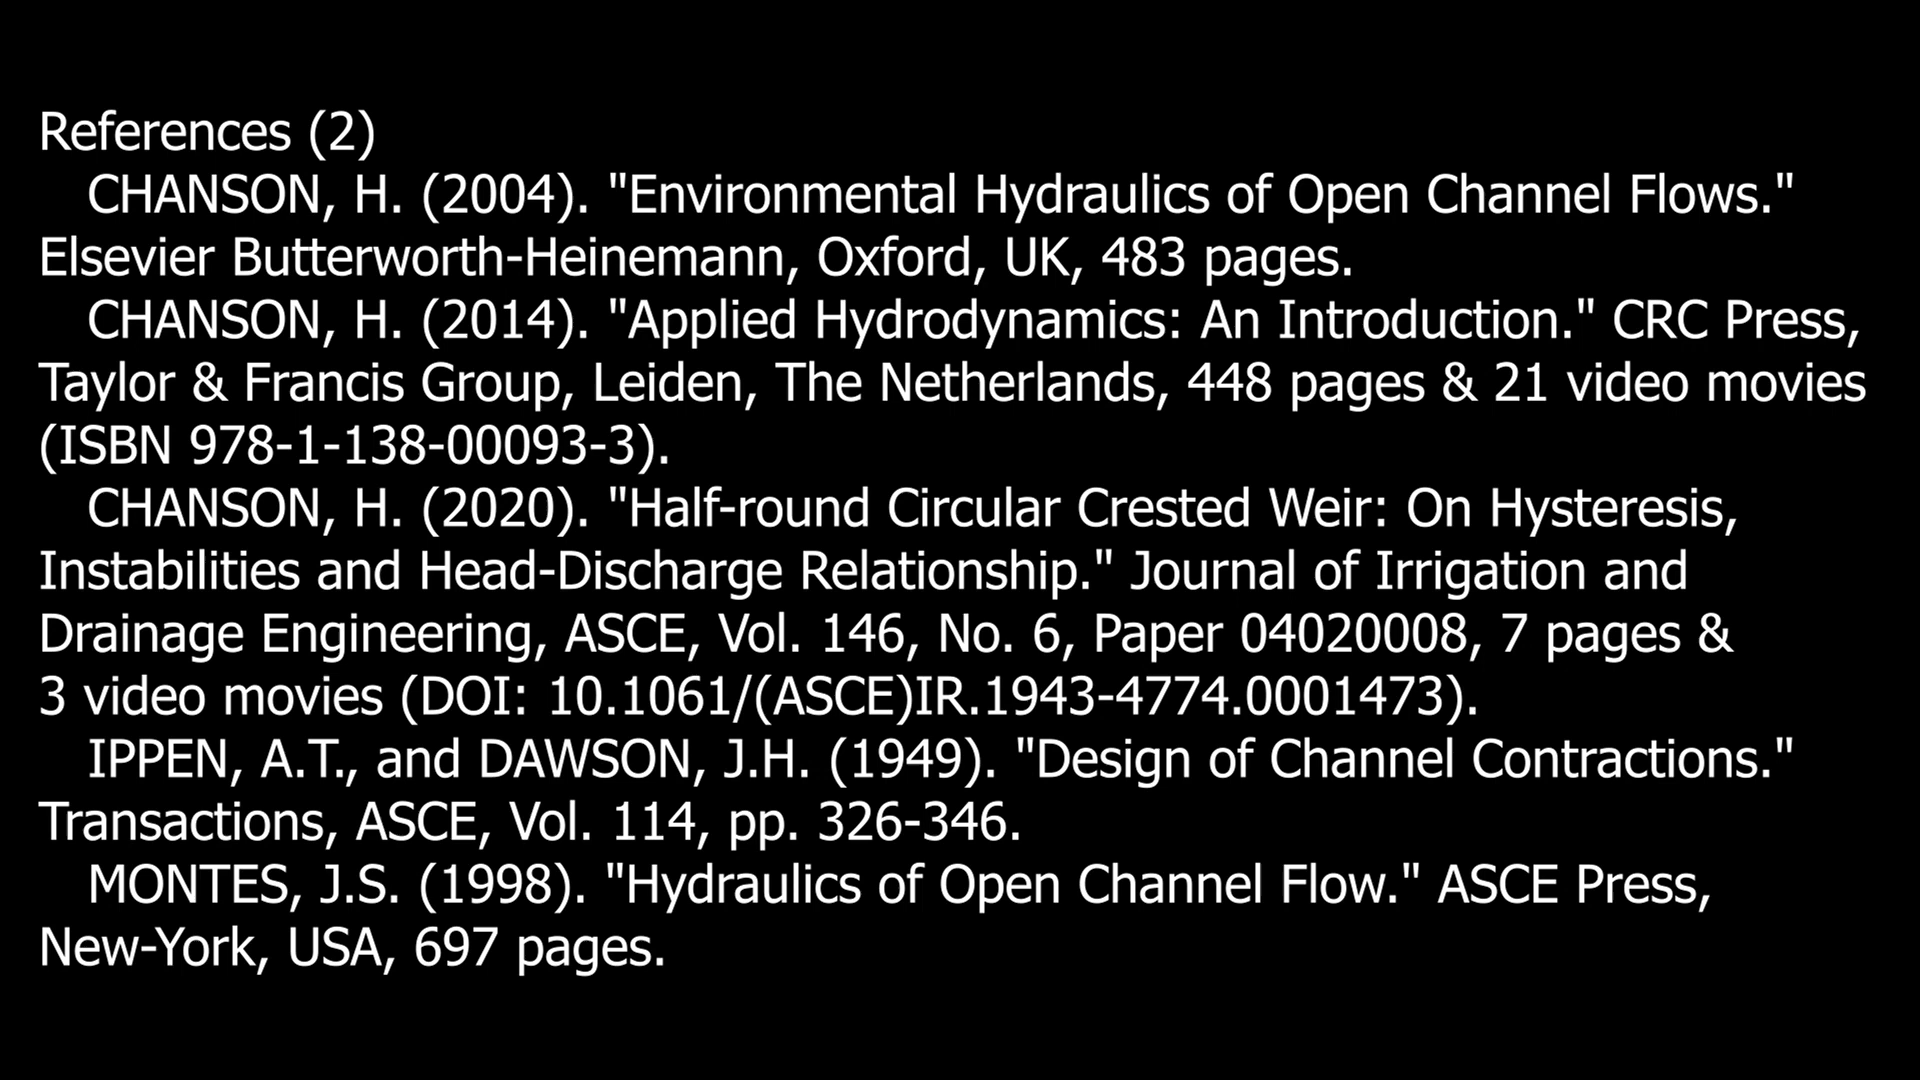 References (2)
CHANSON, H. (2004). "Environmental Hydraulics of Open Channel Flows."
Elsevier Butterworth-Heinemann, Oxford, UK, 483 pages.
CHANSON, H. (2014). "Applied Hydrodynamics: An Introduction." CRC Press,
Taylor & Francis Group, Leiden, The Netherlands, 448 pages & 21 video movies
(ISBN 978-1-138-00093-3).
CHANSON, H. (2020). "Half-round Circular Crested Weir: On Hysteresis,
Instabilities and Head-Discharge Relationship." Journal of Irrigation and
Drainage Engineering, ASCE, Vol. 146, No. 6, Paper 04020008, 7 pages &
3 video movies (DOI: 10.1061/(ASCE)IR.1943-4774.0001473).
IPPEN, A.T., and DAWSON, J.H. (1949). "Design of Channel Contractions."
Transactions, ASCE, Vol. 114, pp. 326-346.
MONTES, J.S. (1998). "Hydraulics of Open Channel Flow." ASCE Press,
New-York, USA, 697 pages.